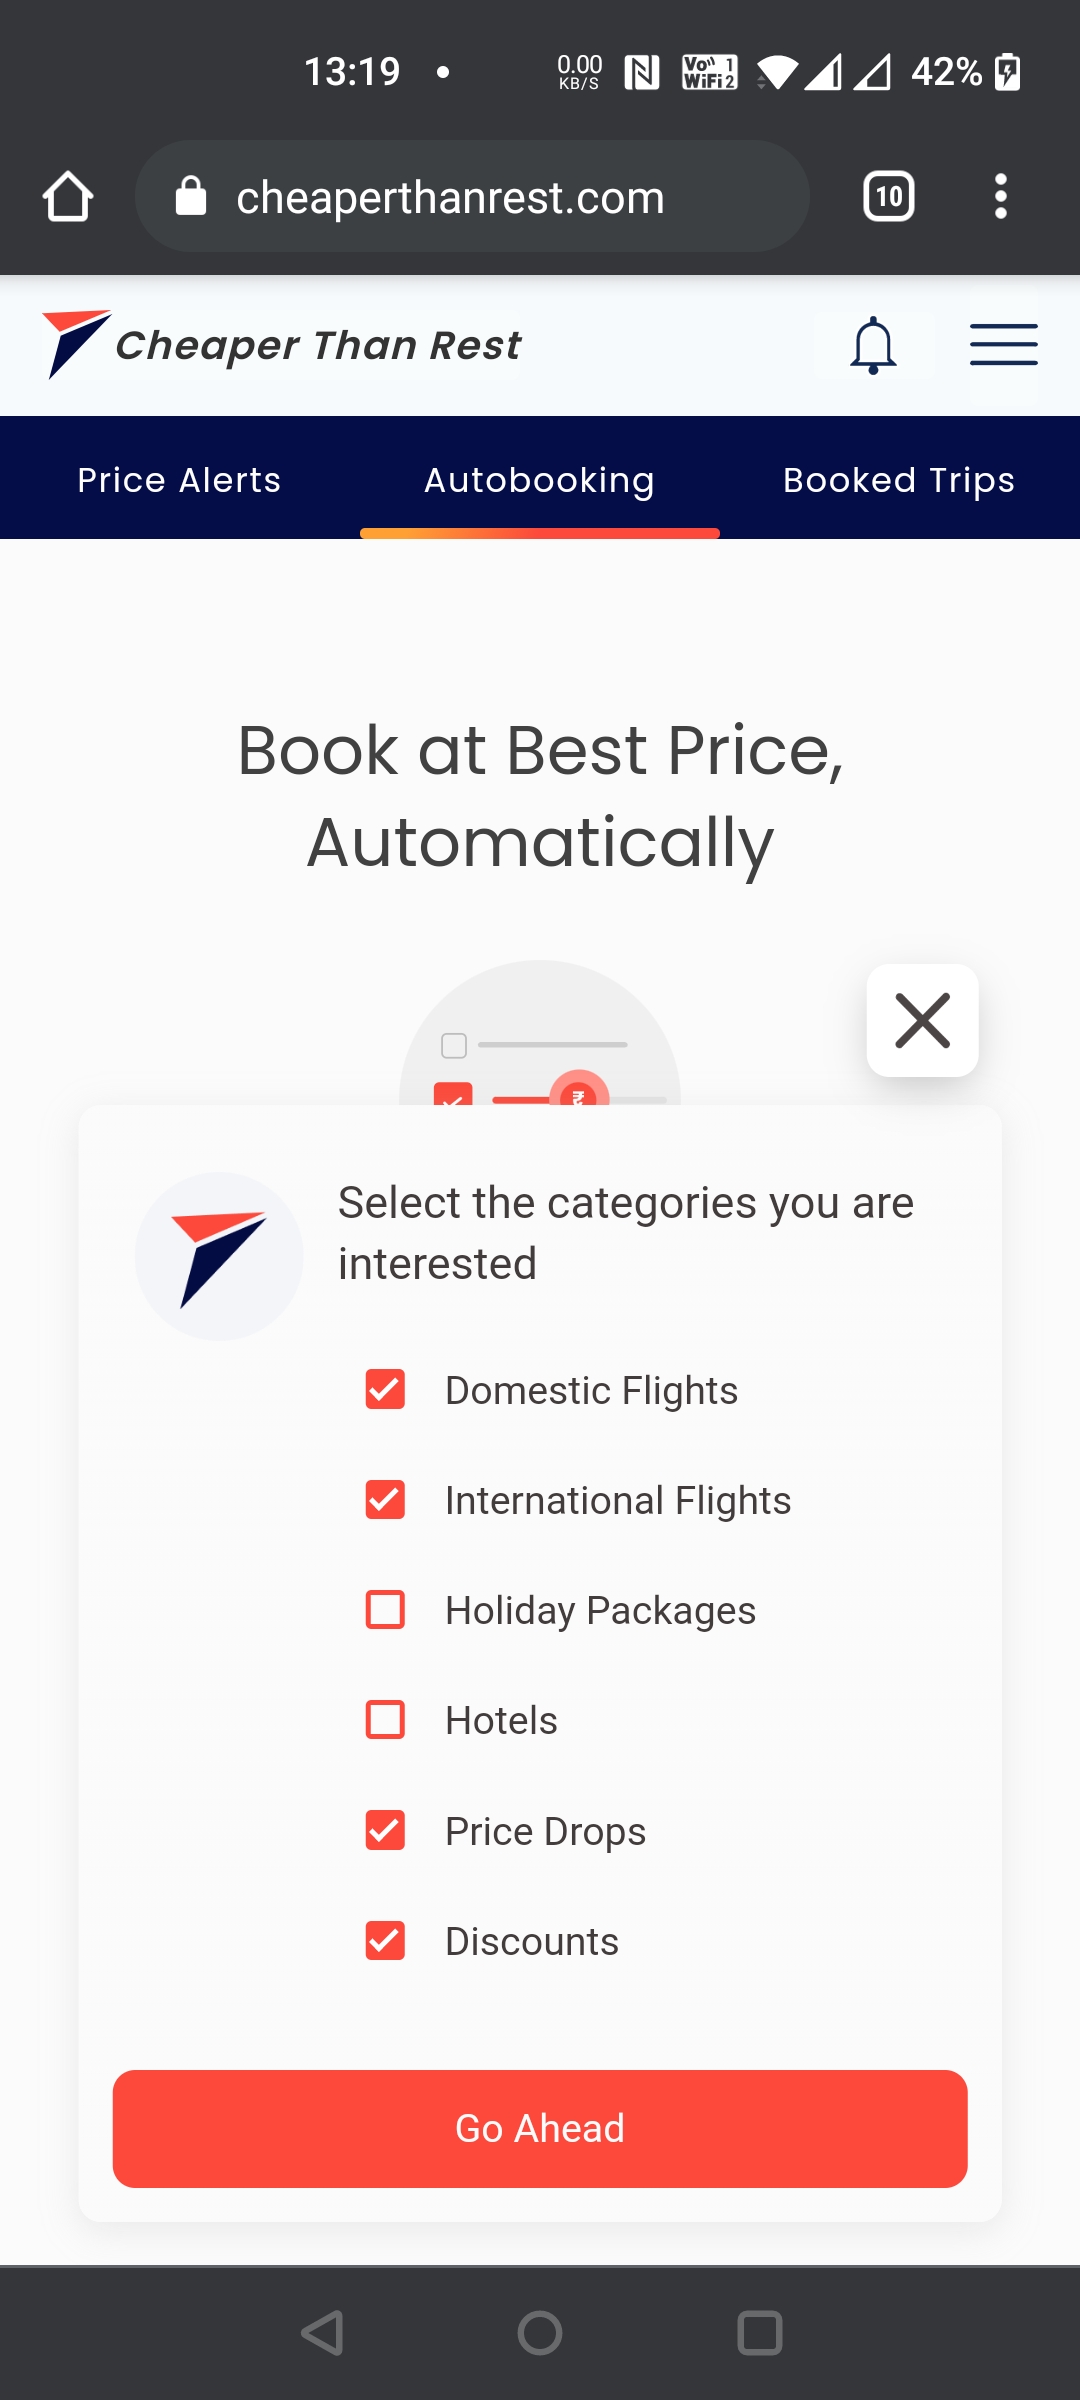 13:19
0.00
KB/S
Vo 1
WiFi 2
42%
cheaperthanrest.com
10
Cheaper Than Rest
Price Alerts
Autobooking
Booked Trips
Book at Best Price,
Automatically
₹
Select the categories you are
interested
Domestic Flights
International Flights
Holiday Packages
Hotels
Price Drops
Discounts
Go Ahead